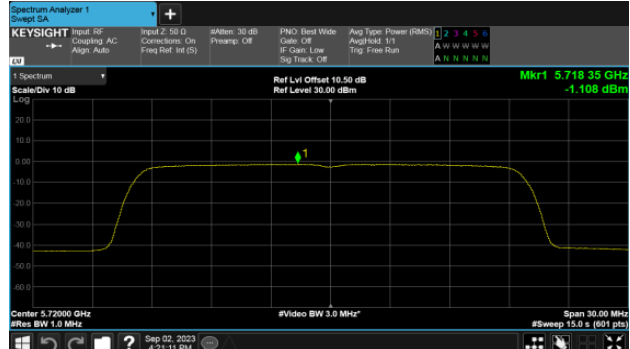 Spectrum Analyzer 1
Swept SA
+
KEYSIGHT Input: RF Input Z: 50 Ω #Atten: 30 dB PNO: Best Wide Avg Type: Power (RMS) 1 2 3 4 5 6
Coupling: AC Corrections: On Preamp: Off Gate: Off Avg|Hold: 1/1
Align: Auto Freq Ref: Int (S) IF Gain: Low Trig: Free Run A W W W W W
Sig Track: Off A N N N N N
LXI
1 Spectrum Ref Lvl Offset 10.50 dB Mkr1 5.718 35 GHz
Scale/Div 10 dB Ref Level 30.00 dBm -1.108 dBm
Log
20.0
10.0
0.00
1
-10.0
-20.0
-30.0
-40.0
-50.0
-60.0
Center 5.72000 GHz #Video BW 3.0 MHz* Span 30.00 MHz
#Res BW 1.0 MHz #Sweep 15.0 s (601 pts)
? Sep 02, 2023
4:21:11 PM